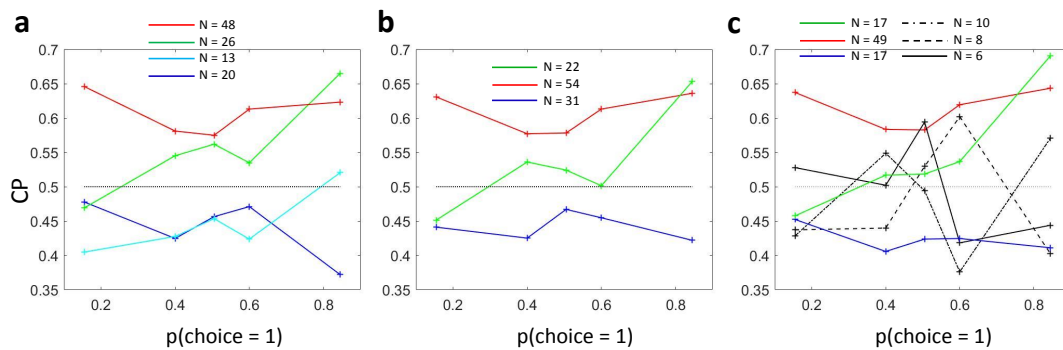 a
N = 48
N = 26
N = 13
N = 20
CP
0.7
0.65
0.6
0.55
0.5
0.45
0.4
0.35
0.2
0.4
0.6
0.8
p(choice = 1)
b
N = 22
N = 54
N = 31
0.7
0.65
0.6
0.55
0.5
0.45
0.4
0.35
0.2
0.4
0.6
0.8
p(choice = 1)
c
N = 17
N = 49
N = 17
N = 10
N = 8
N = 6
0.7
0.65
0.6
0.55
0.5
0.45
0.4
0.35
0.2
0.4
0.6
0.8
p(choice = 1)